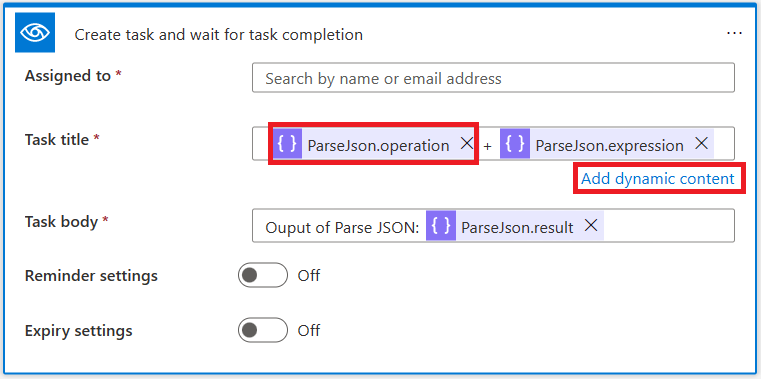 Create task and wait for task completion ...
Assigned to * Search by name or email address
Task title * {} ParseJson.operation × + {} ParseJson.expression ×
Add dynamic content
Task body * Ouput of Parse JSON: {} ParseJson.result ×
Reminder settings Off
Expiry settings Off